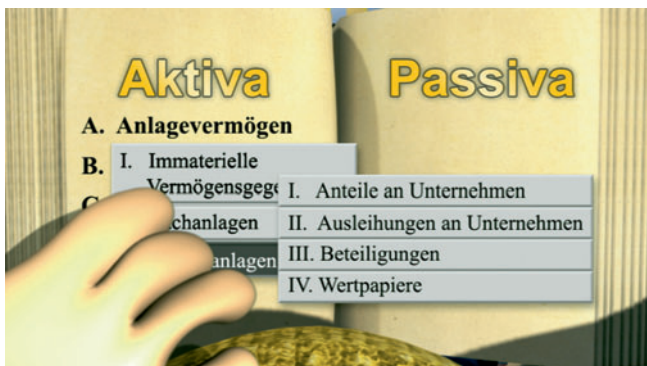 Aktiva
Passiva
A. Anlagevermögen
B.
I. Immaterielle
Vermögensgege
chanlagen
anlagen
I. Anteile an Unternehmen
II. Ausleihungen an Unternehmen
III. Beteiligungen
IV. Wertpapiere